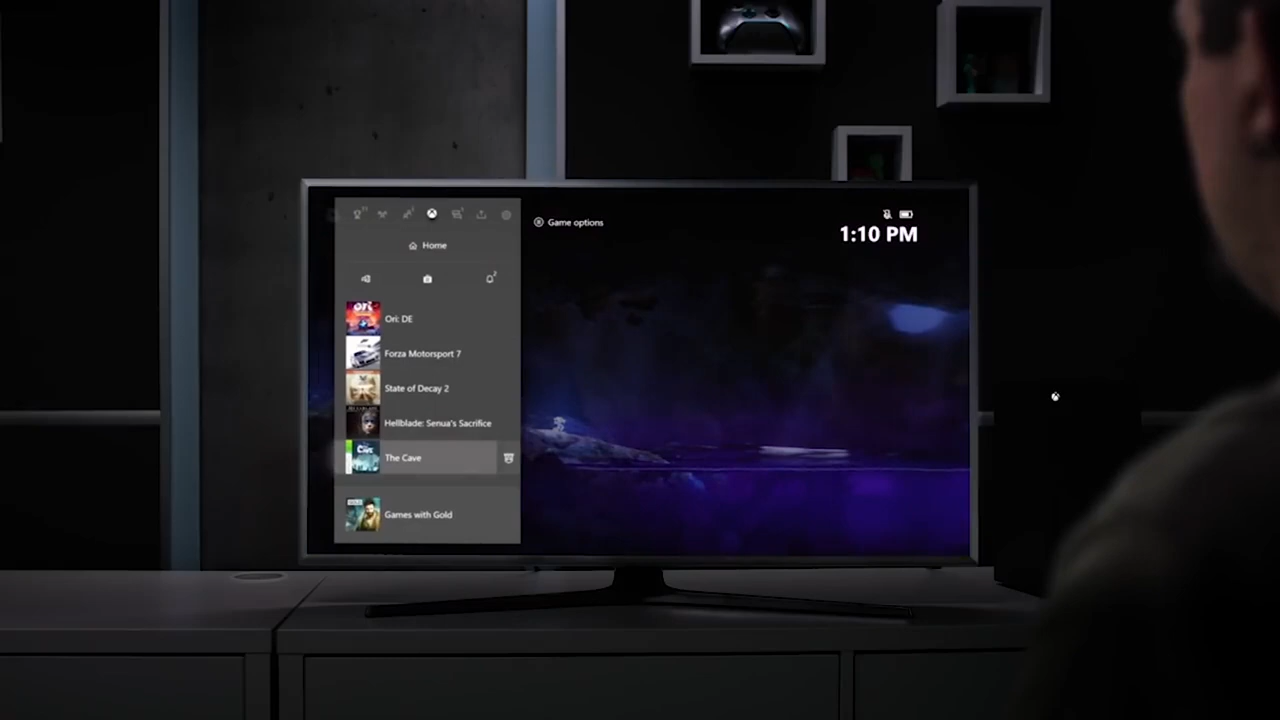 Game options
1:10 PM
Home
2
Ori: DE
Forza Motorsport 7
State of Decay 2
Hellblade: Senua's Sacrifice
The Cave
Games with Gold